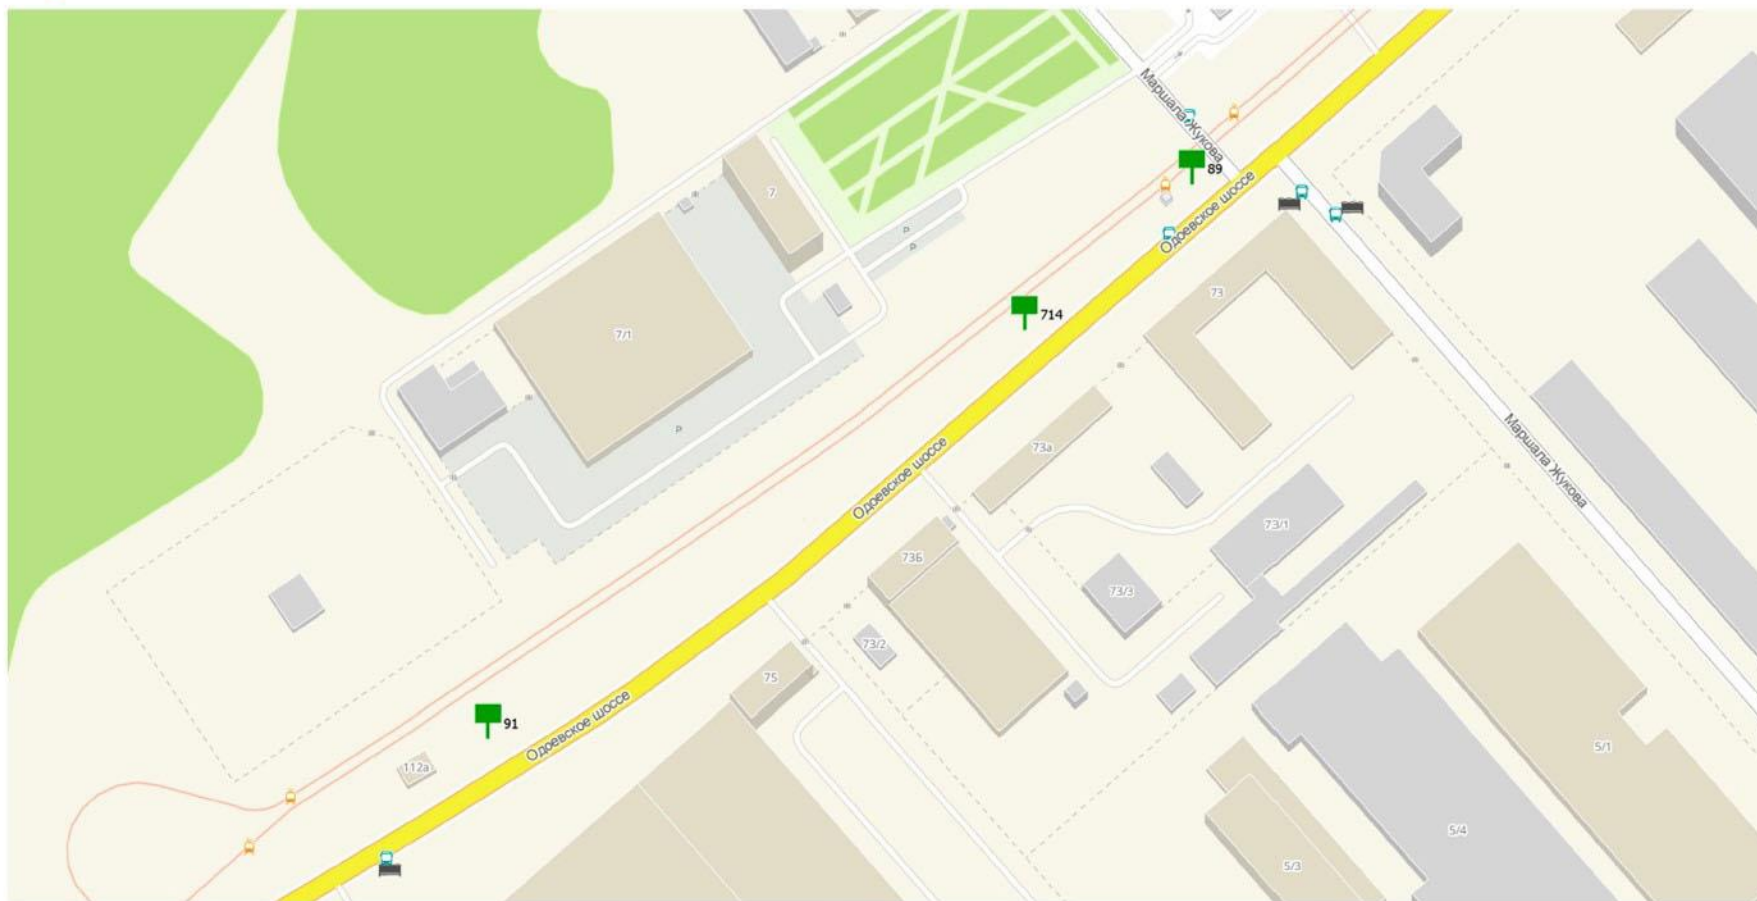 Маршала Жукова
89
Одоевское шоссе
7
Р
Р
73
714
7/1
Р
73а
Одоевское шоссе
Маршала Жукова
73/1
73Б
73/3
73/2
75
91
Одоевское шоссе
112а
5/1
5/4
5/3